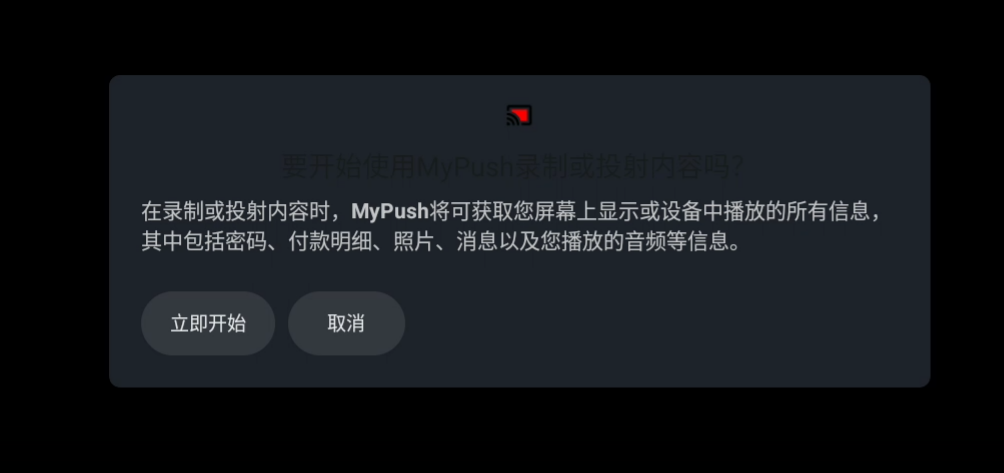 要开始使用MyPush录制或投射内容吗？
在录制或投射内容时，MyPush将可获取您屏幕上显示或设备中播放的所有信息，
其中包括密码、付款明细、照片、消息以及您播放的音频等信息。
立即开始
取消